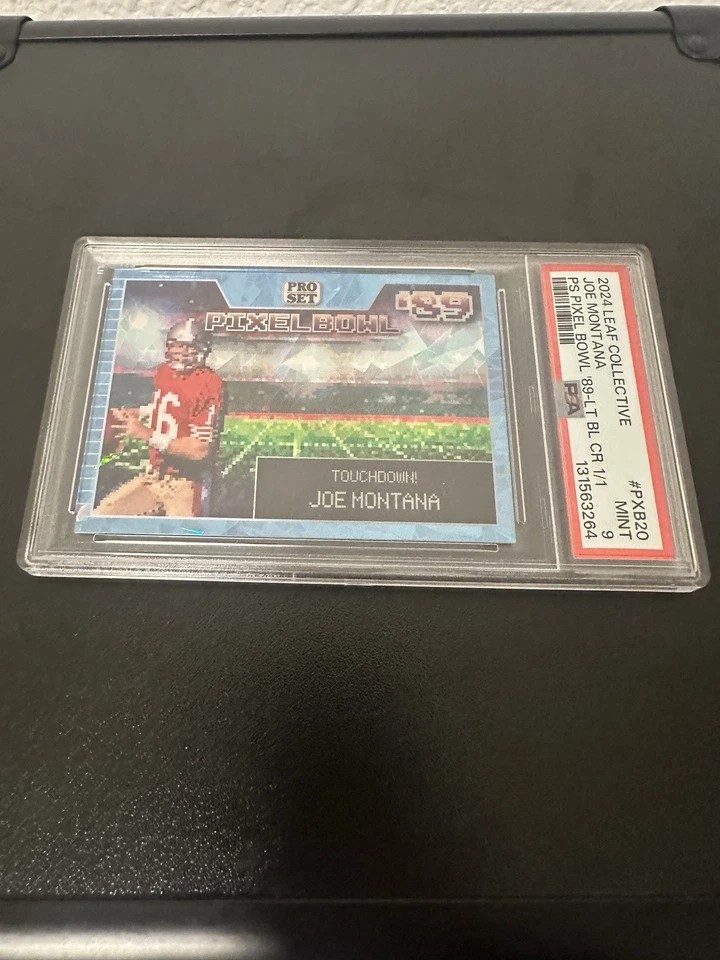 PRO
SET
'89
PIXELBOWL
16
TOUCHDOWN!
JOE MONTANA
2024 LEAF COLLECTIVE
#PXB20
JOE MONTANA
MINT
PS PIXEL BOWL '89-LT BL CR 1/1
9
PSA
131563264